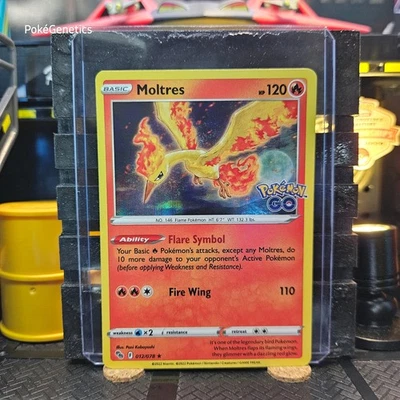 PokéGenetics
BASIC Moltres HP 120
Pokémon GO
NO. 146 Flame Pokémon HT: 6'7" WT: 132.3 lbs.
Ability Flare Symbol
Your Basic Pokémon's attacks, except any Moltres, do
10 more damage to your opponent's Active Pokémon
(before applying Weakness and Resistance).
Fire Wing 110
weakness ×2 resistance retreat
012/078 ★
It's one of the legendary bird Pokémon.
When Moltres flaps its flaming wings,
they glimmer with a dazzling red glow.